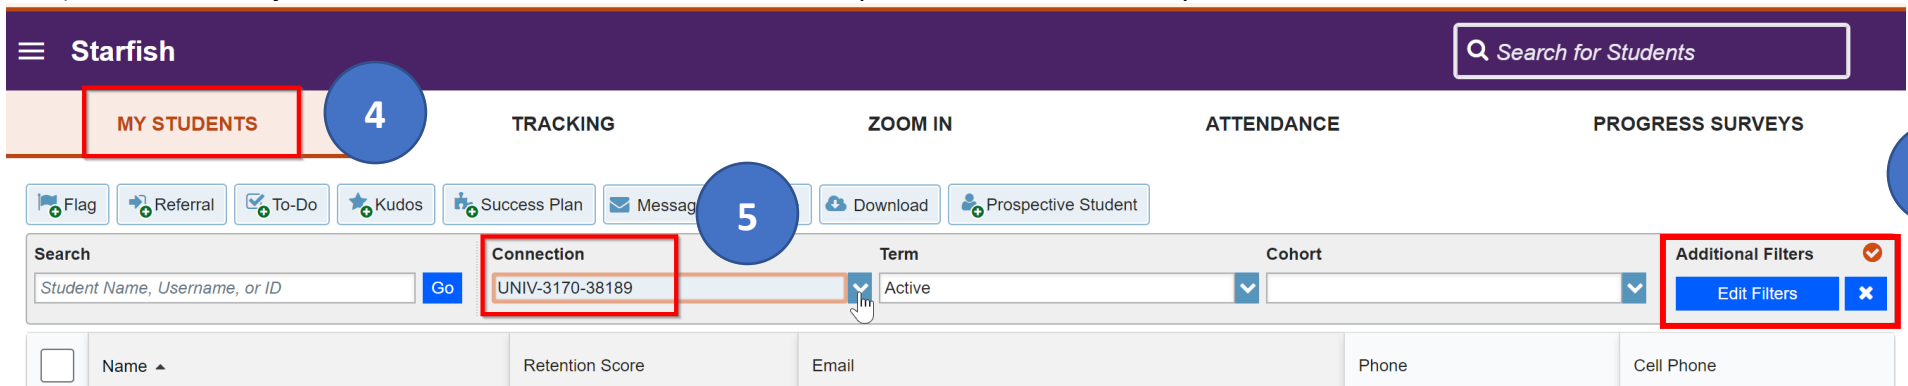 Starfish
Search for Students
MY STUDENTS
4
TRACKING
ZOOM IN
ATTENDANCE
PROGRESS SURVEYS
Flag
Referral
To-Do
Kudos
Success Plan
Messag
5
Download
Prospective Student
Search
Connection
Term
Cohort
Additional Filters
Student Name, Username, or ID
Go
UNIV-3170-38189
Active
Edit Filters
Name
Retention Score
Email
Phone
Cell Phone